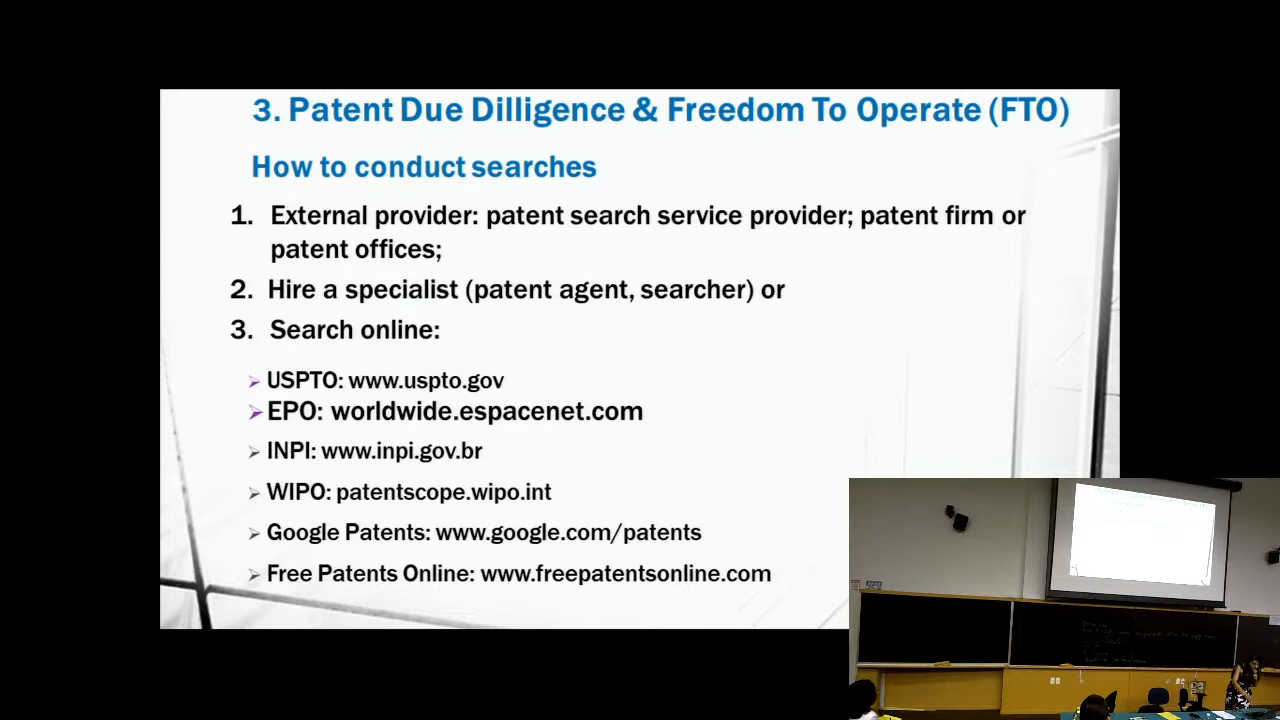 3. Patent Due Dilligence & Freedom To Operate (FTO)
How to conduct searches
1. External provider: patent search service provider; patent firm or
patent offices;
2. Hire a specialist (patent agent, searcher) or
3. Search online:
➢ USPTO: www.uspto.gov
➢ EPO: worldwide.espacenet.com
➢ INPI: www.inpi.gov.br
➢ WIPO: patentscope.wipo.int
➢ Google Patents: www.google.com/patents
➢ Free Patents Online: www.freepatentsonline.com